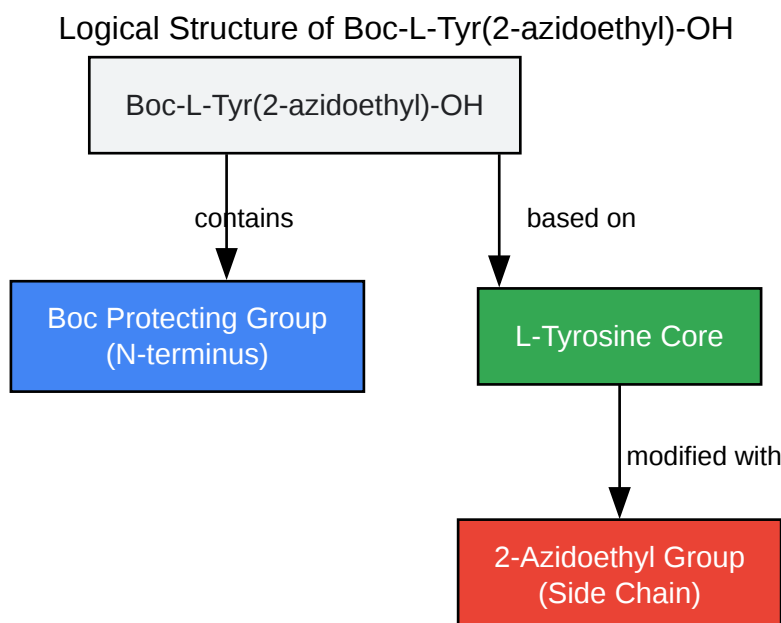 Logical Structure of Boc-L-Tyr(2-azidoethyl)-OH
Boc-L-Tyr(2-azidoethyl)-OH
contains
based on
Boc Protecting Group
(N-terminus)
L-Tyrosine Core
modified with
2-Azidoethyl Group
(Side Chain)